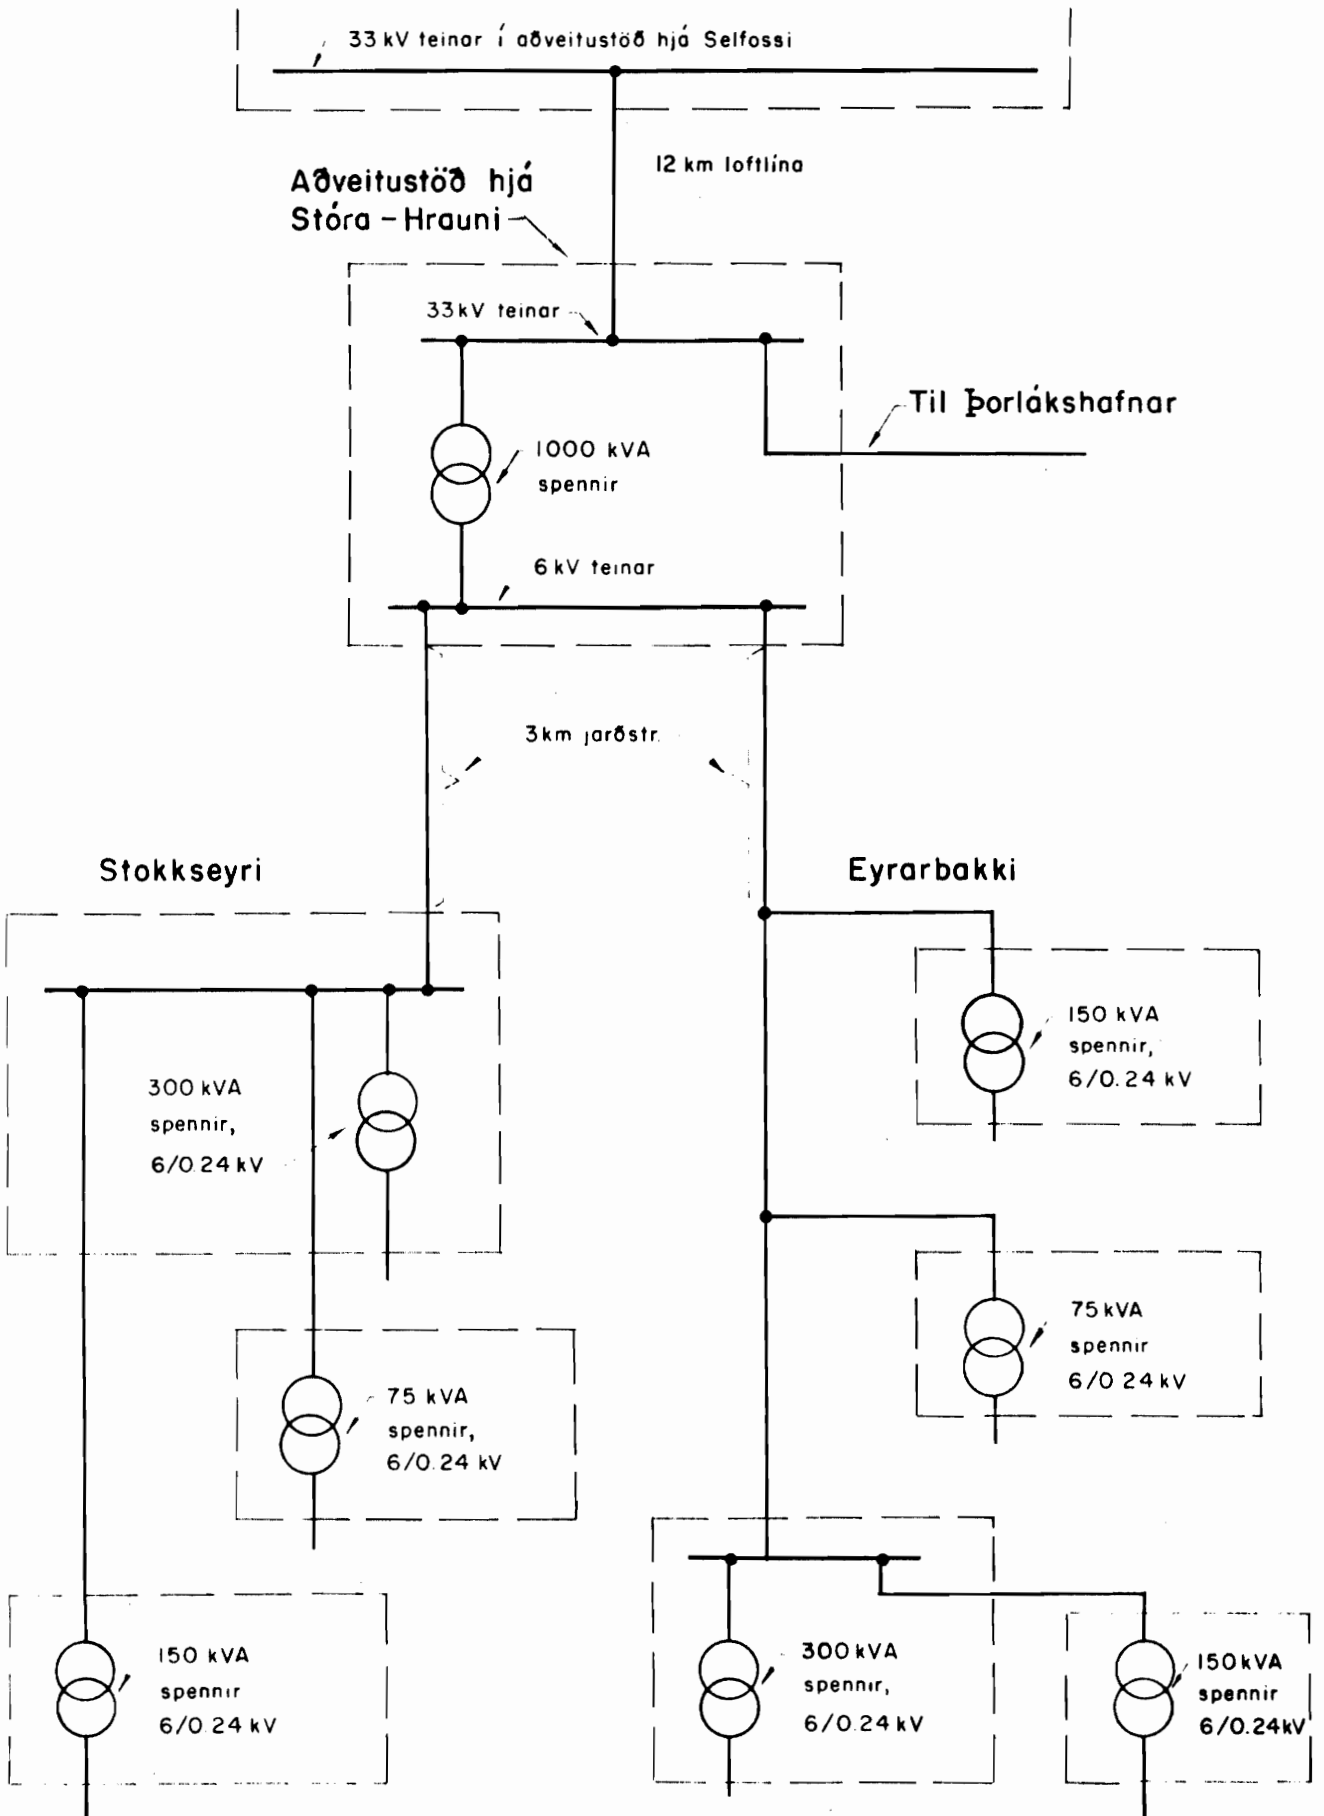 33 kV teinar í aðveitustöð hjá Selfossi
12 km loftlína
Aðveitustöð hjá
Stóra - Hrauni
33 kV teinar
Til Þorlákshafnar
1000 kVA
spennir
6 kV teinar
3 km jarðstr.
Stokkseyri
Eyrarbakki
150 kVA
spennir,
6/0.24 kV
300 kVA
spennir,
6/0.24 kV
75 kVA
spennir
6/0.24 kV
75 kVA
spennir,
6/0.24 kV
150 kVA
spennir
6/0.24 kV
300 kVA
spennir,
6/0.24 kV
150 kVA
spennir
6/0.24 kV